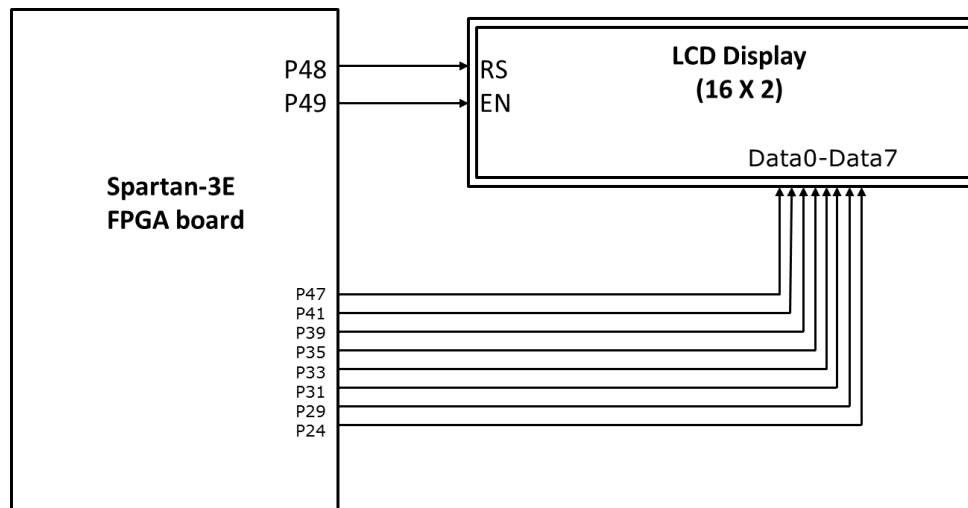 P48
P49
Spartan-3E
FPGA board
P47
P41
P39
P35
P33
P31
P29
P24
LCD Display
(16 X 2)
RS
EN
Data0-Data7